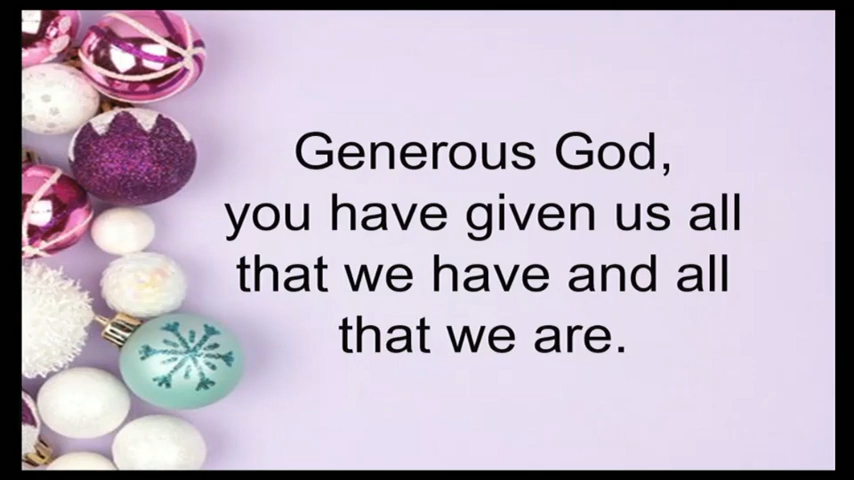 Generous God,
you have given us all
that we have and all
that we are.